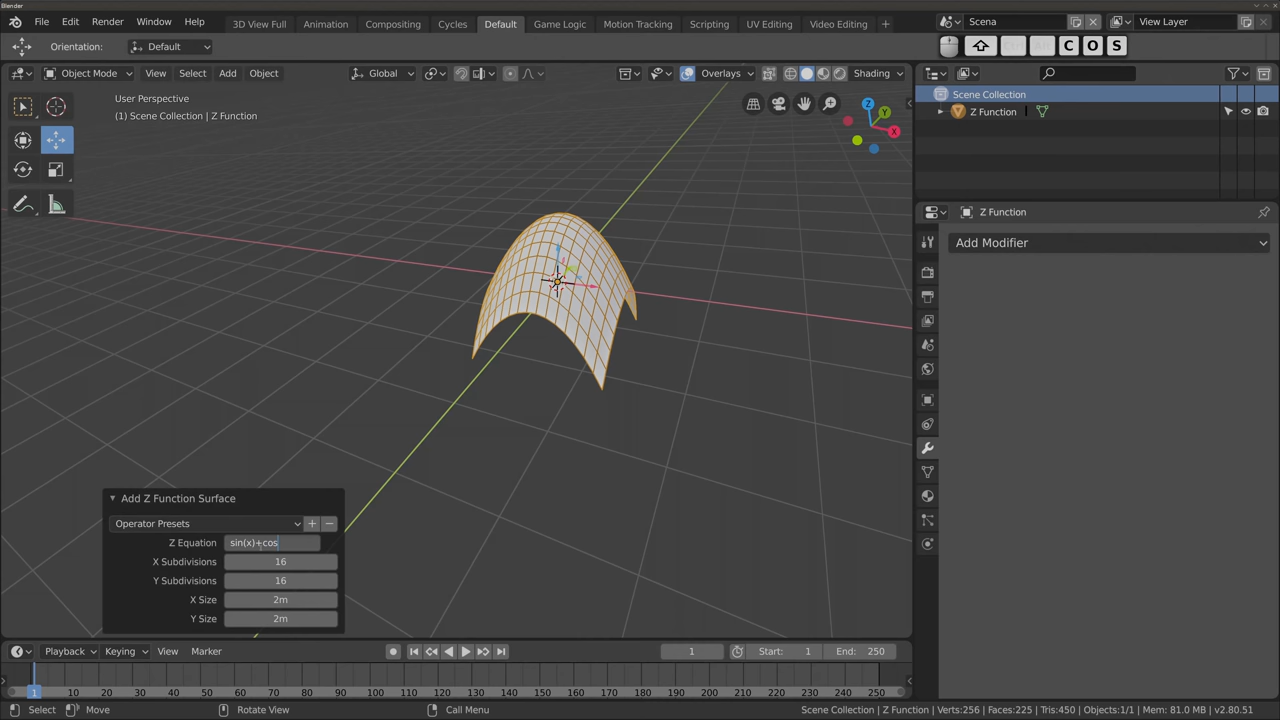 Blender
File Edit Render Window Help
3D View Full Animation Compositing Cycles Default Game Logic Motion Tracking Scripting UV Editing Video Editing +
Scena
View Layer
Orientation: Default
Ctrl Alt C O S
Object Mode View Select Add Object
Global
Overlays
Shading
User Perspective
(1) Scene Collection | Z Function
Z Y X
Scene Collection
Z Function
Z Function
Add Modifier
Add Z Function Surface
Operator Presets
Z Equation sin(x)+cos
X Subdivisions 16
Y Subdivisions 16
X Size 2m
Y Size 2m
Playback Keying View Marker
1
Start: 1
End: 250
1 10 20 30 40 50 60 70 80 90 100 110 120 130 140 150 160 170 180 190 200 210 220 230 240 250
Select Move Rotate View Call Menu
Scene Collection | Z Function | Verts:256 | Faces:225 | Tris:450 | Objects:1/1 | Mem: 81.0 MB | v2.80.51